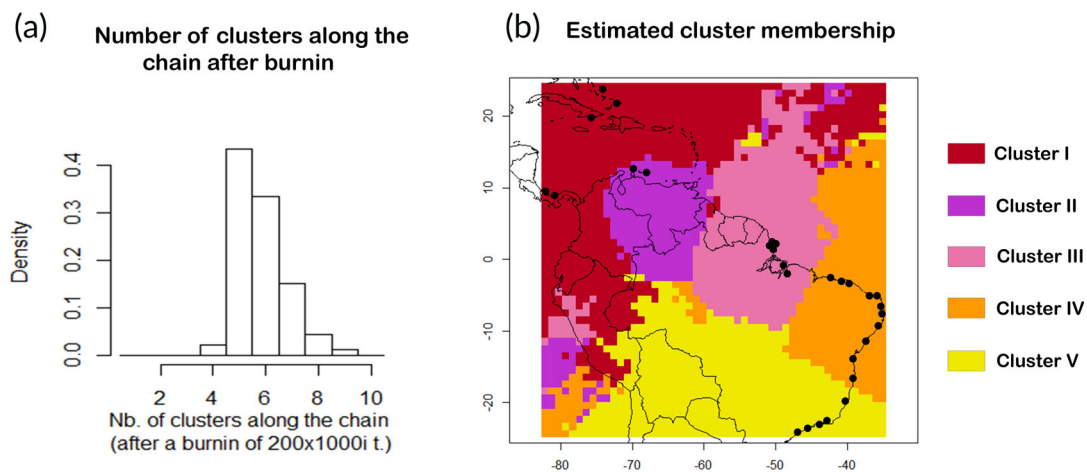 (a)
Number of clusters along the
chain after burnin
Density
0.0
0.1
0.2
0.3
0.4
2 4 6 8 10
Nb. of clusters along the chain
(after a burnin of 200x1000i t.)
(b)
Estimated cluster membership
20
10
0
-10
-20
-80 -70 -60 -50 -40
Cluster I
Cluster II
Cluster III
Cluster IV
Cluster V